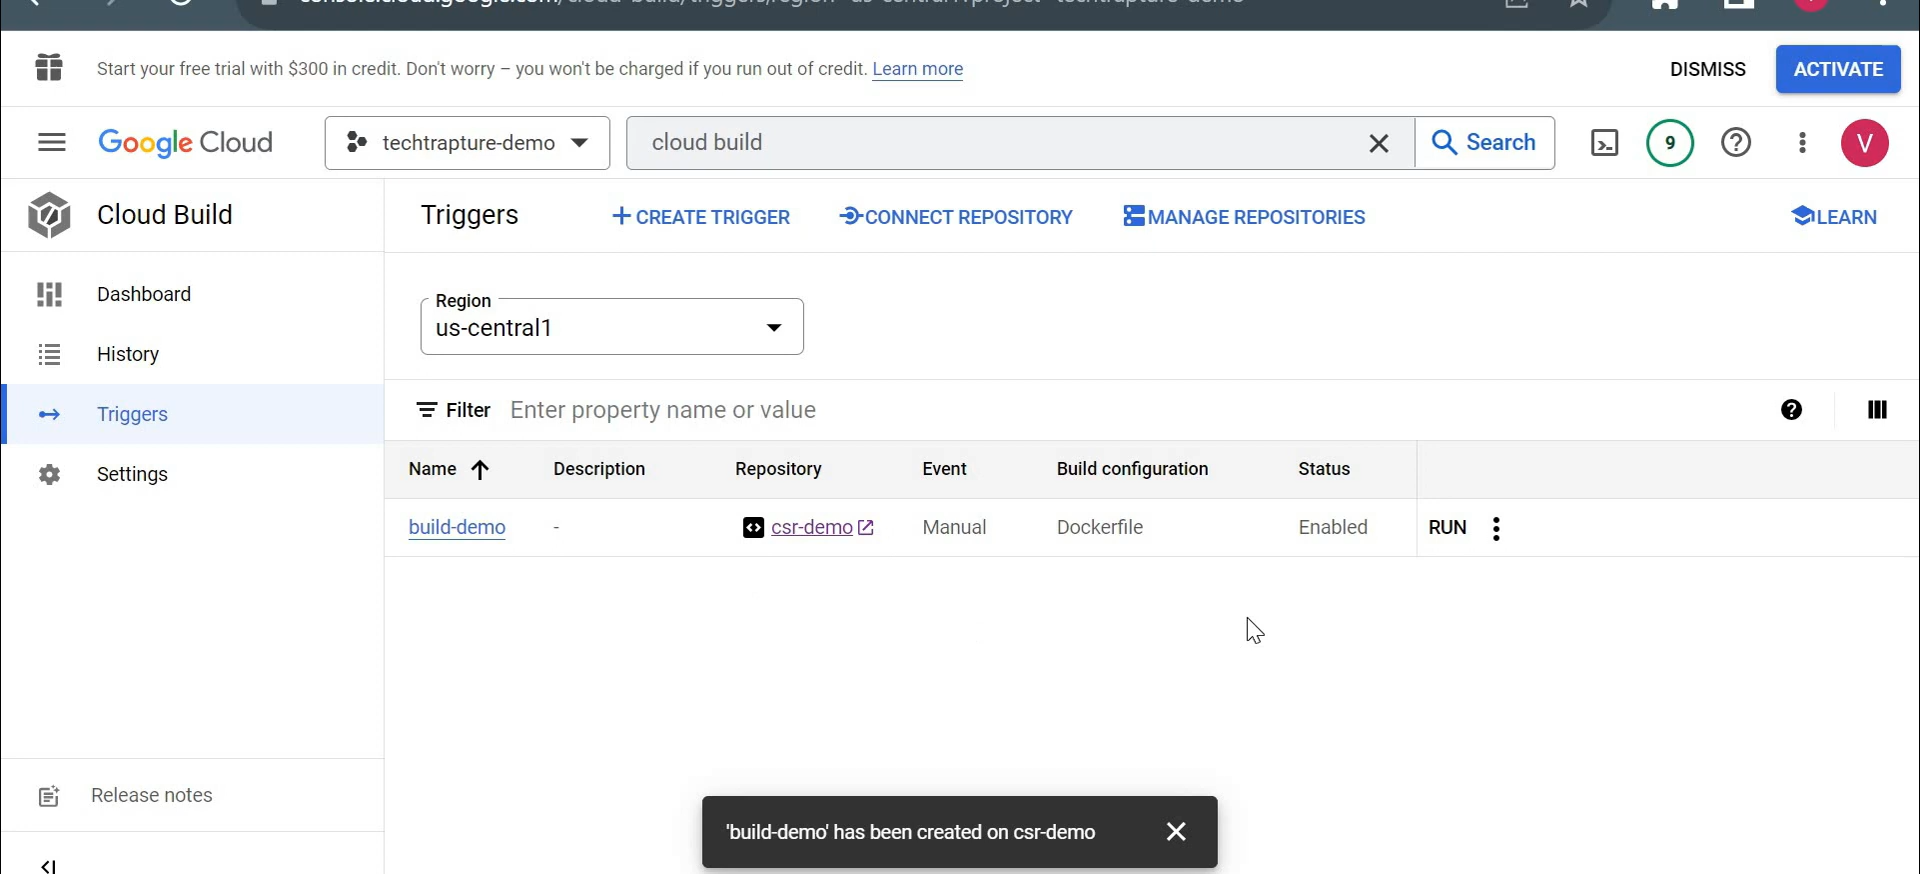 Start your free trial with $300 in credit. Don't worry – you won't be charged if you run out of credit. Learn more
DISMISS
ACTIVATE
Google Cloud
techtrapture-demo
cloud build
Search
9
V
Cloud Build
Triggers
CREATE TRIGGER
CONNECT REPOSITORY
MANAGE REPOSITORIES
LEARN
Dashboard
History
Triggers
Settings
Region
us-central1
Filter Enter property name or value
Name Description Repository Event Build configuration Status
build-demo - csr-demo Manual Dockerfile Enabled RUN
Release notes
'build-demo' has been created on csr-demo